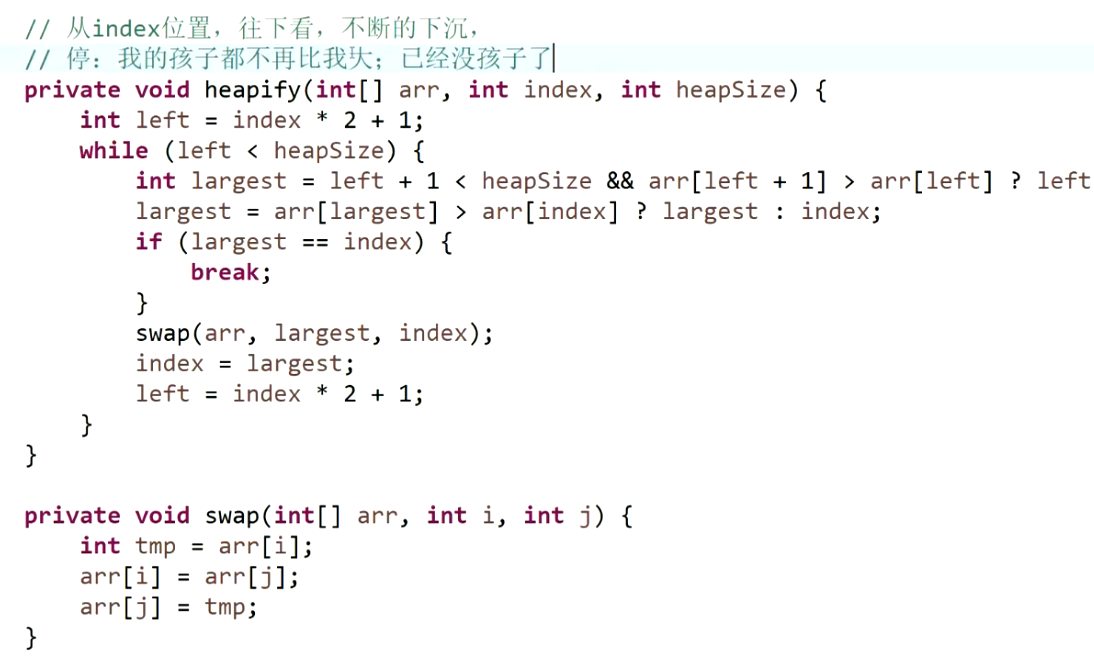 // 从index位置，往下看，不断的下沉，
// 停：我的孩子都不再比我大；已经没孩子了
private void heapify(int[] arr, int index, int heapSize) {
    int left = index * 2 + 1;
    while (left < heapSize) {
        int largest = left + 1 < heapSize && arr[left + 1] > arr[left] ? left
        largest = arr[largest] > arr[index] ? largest : index;
        if (largest == index) {
            break;
        }
        swap(arr, largest, index);
        index = largest;
        left = index * 2 + 1;
    }
}
private void swap(int[] arr, int i, int j) {
    int tmp = arr[i];
    arr[i] = arr[j];
    arr[j] = tmp;
}